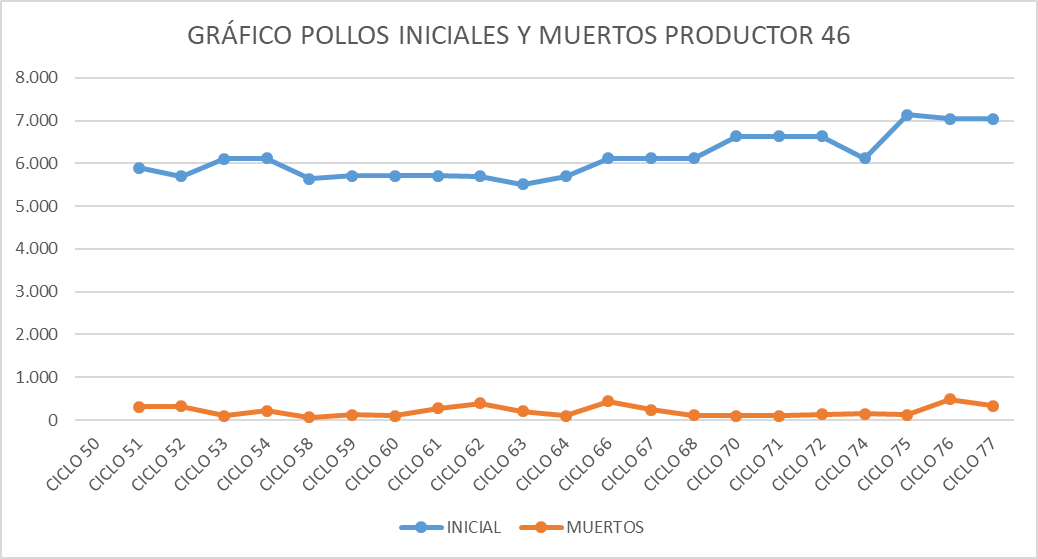 GRÁFICO POLLOS INICIALES Y MUERTOS PRODUCTOR 46
8.000
7.000
6.000
5.000
4.000
3.000
2.000
1.000
0
CICLO 50
CICLO 51
CICLO 52
CICLO 53
CICLO 54
CICLO 58
CICLO 59
CICLO 60
CICLO 61
CICLO 62
CICLO 63
CICLO 64
CICLO 66
CICLO 67
CICLO 68
CICLO 70
CICLO 71
CICLO 72
CICLO 74
CICLO 75
CICLO 76
CICLO 77
INICIAL MUERTOS